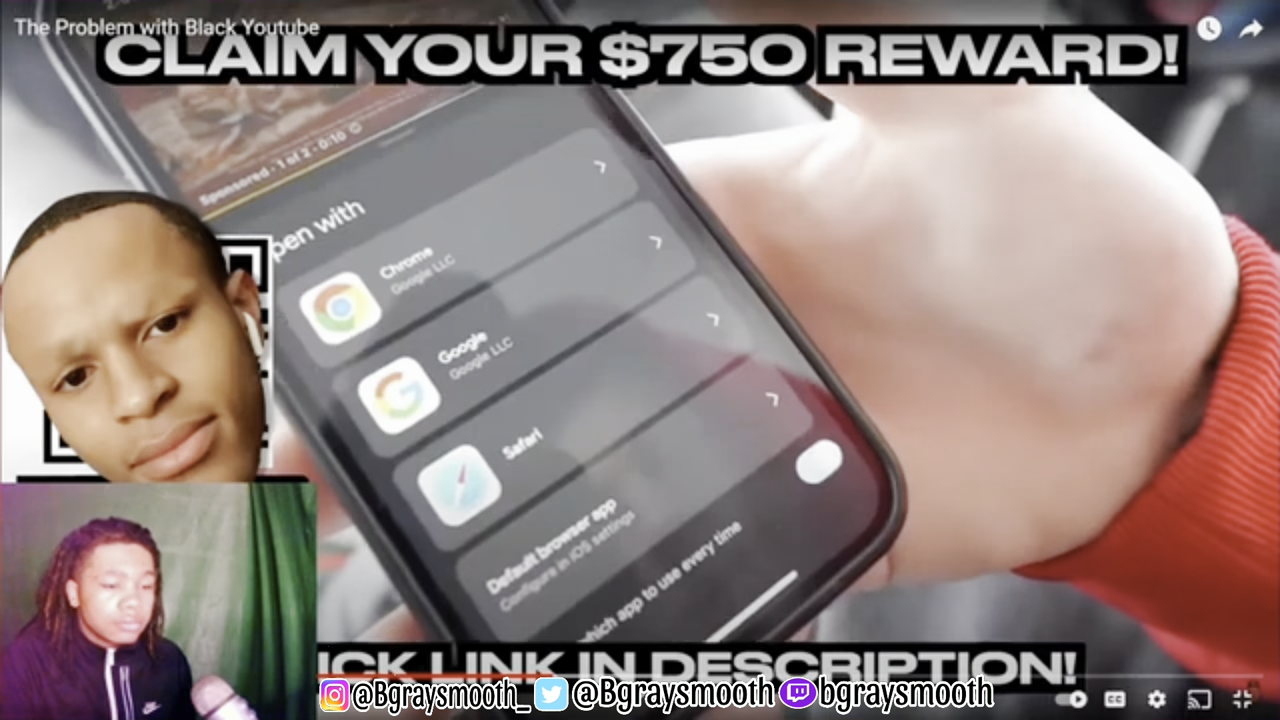 The Problem with Black Youtube
CLAIM YOUR $750 REWARD!
Sponsored · 1 of 2 · 0:10
pen with
Chrome
Google LLC
Google
Google LLC
Safari
Default browser app
Configure in iOS settings
which app to use every time
ICK LINK IN DESCRIPTION!
@Bgraysmooth_ @Bgraysmooth bgraysmooth
CC